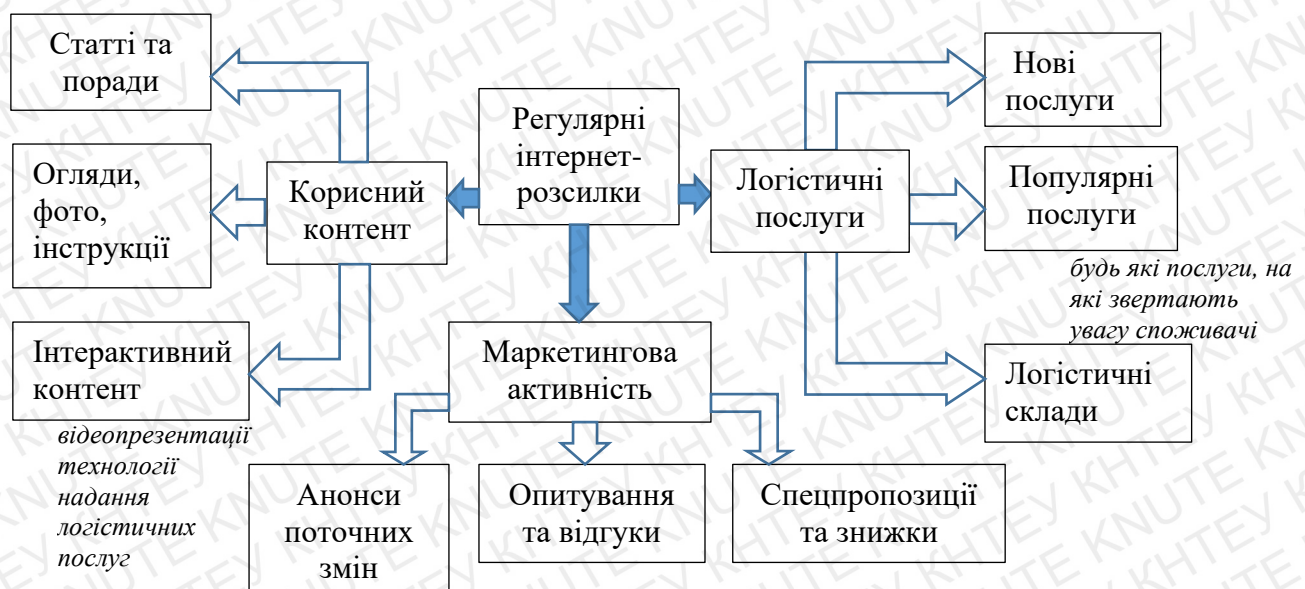 Статті та
поради
Огляди,
фото,
інструкції
Інтерактивний
контент
відеопрезентації
технології
надання
логістичних
послуг
Корисний
контент
Регулярні
інтернет-
розсилки
Маркетингова
активність
Анонси
поточних
змін
Опитування
та відгуки
Спецпропозиції
та знижки
Логістичні
послуги
Нові
послуги
Популярні
послуги
будь які послуги, на
які звертають
увагу споживачі
Логістичні
склади